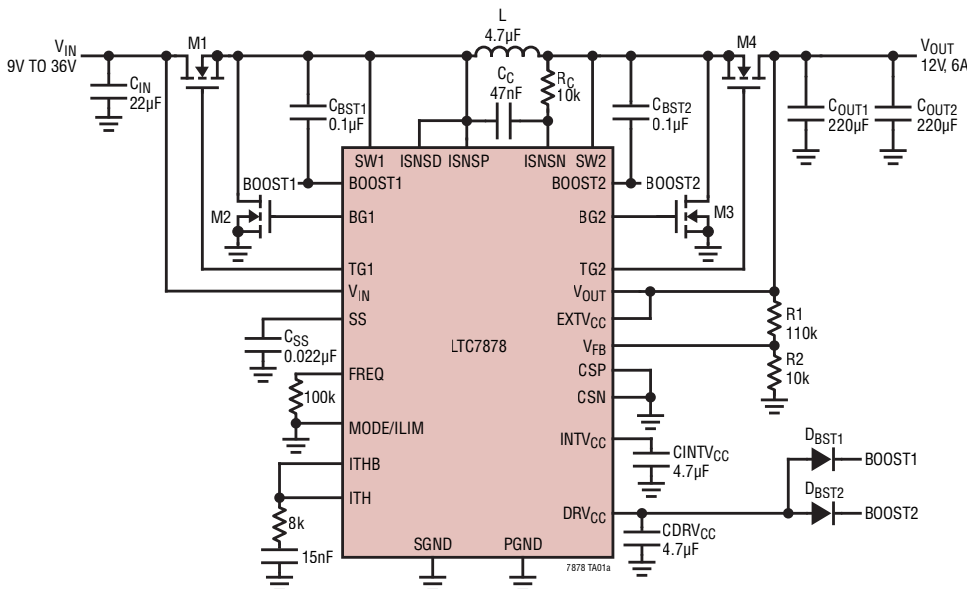 L
4.7µF
VIN
9V TO 36V
M1
M4
VOUT
12V, 6A
CIN
22µF
CC
47nF
RC
10k
CBST1
0.1µF
CBST2
0.1µF
COUT1
220µF
COUT2
220µF
SW1
ISNSD
ISNSP
ISNSN
SW2
BOOST1
BOOST1
BOOST2
BOOST2
M2
BG1
BG2
M3
TG1
TG2
VIN
VOUT
SS
EXTVCC
R1
110k
CSS
0.022µF
LTC7878
VFB
R2
10k
FREQ
CSP
100k
CSN
MODE/ILIM
INTVCC
CINTVCC
4.7µF
DBST1
BOOST1
ITHB
ITH
DBST2
BOOST2
8k
DRVCC
CDRVCC
4.7µF
15nF
SGND
PGND
7878 TA01a